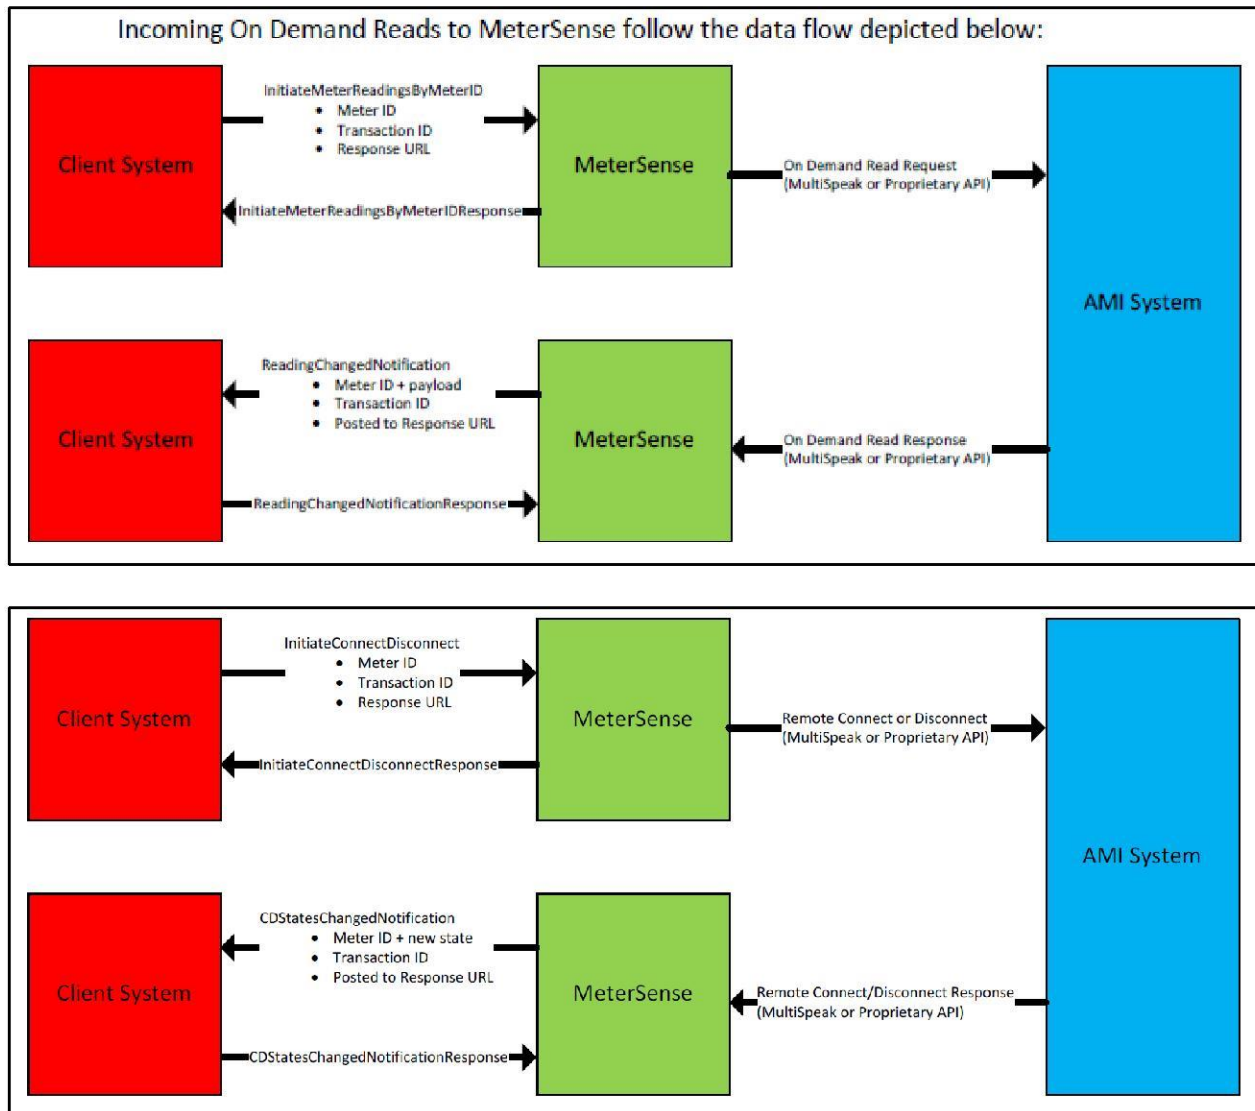 Incoming On Demand Reads to MeterSense follow the data flow depicted below:
Client System
InitiateMeterReadingsByMeterID
• Meter ID
• Transaction ID
• Response URL
InitiateMeterReadingsByMeterIDResponse
MeterSense
On Demand Read Request
(MultiSpeak or Proprietary API)
AMI System
Client System
ReadingChangedNotification
• Meter ID + payload
• Transaction ID
• Posted to Response URL
ReadingChangedNotificationResponse
MeterSense
On Demand Read Response
(MultiSpeak or Proprietary API)
Client System
InitiateConnectDisconnect
• Meter ID
• Transaction ID
• Response URL
InitiateConnectDisconnectResponse
MeterSense
Remote Connect or Disconnect
(MultiSpeak or Proprietary API)
AMI System
Client System
CDStatesChangedNotification
• Meter ID + new state
• Transaction ID
• Posted to Response URL
CDStatesChangedNotificationResponse
MeterSense
Remote Connect/Disconnect Response
(MultiSpeak or Proprietary API)